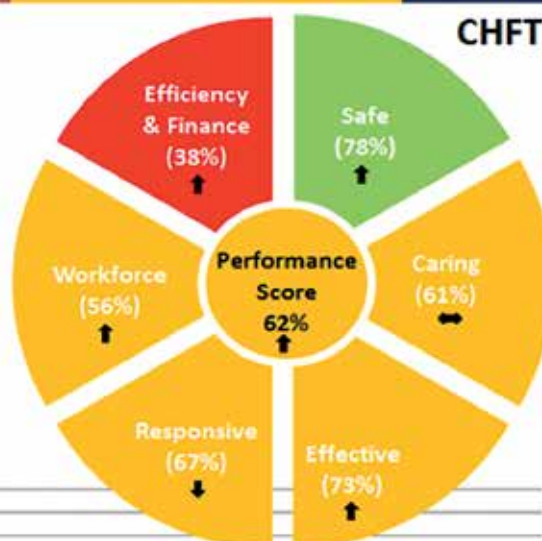 CHFT
Efficiency
& Finance
(38%)
Safe
(78%)
Workforce
(56%)
Performance
Score
62%
Caring
(61%)
Responsive
(67%)
Effective
(73%)